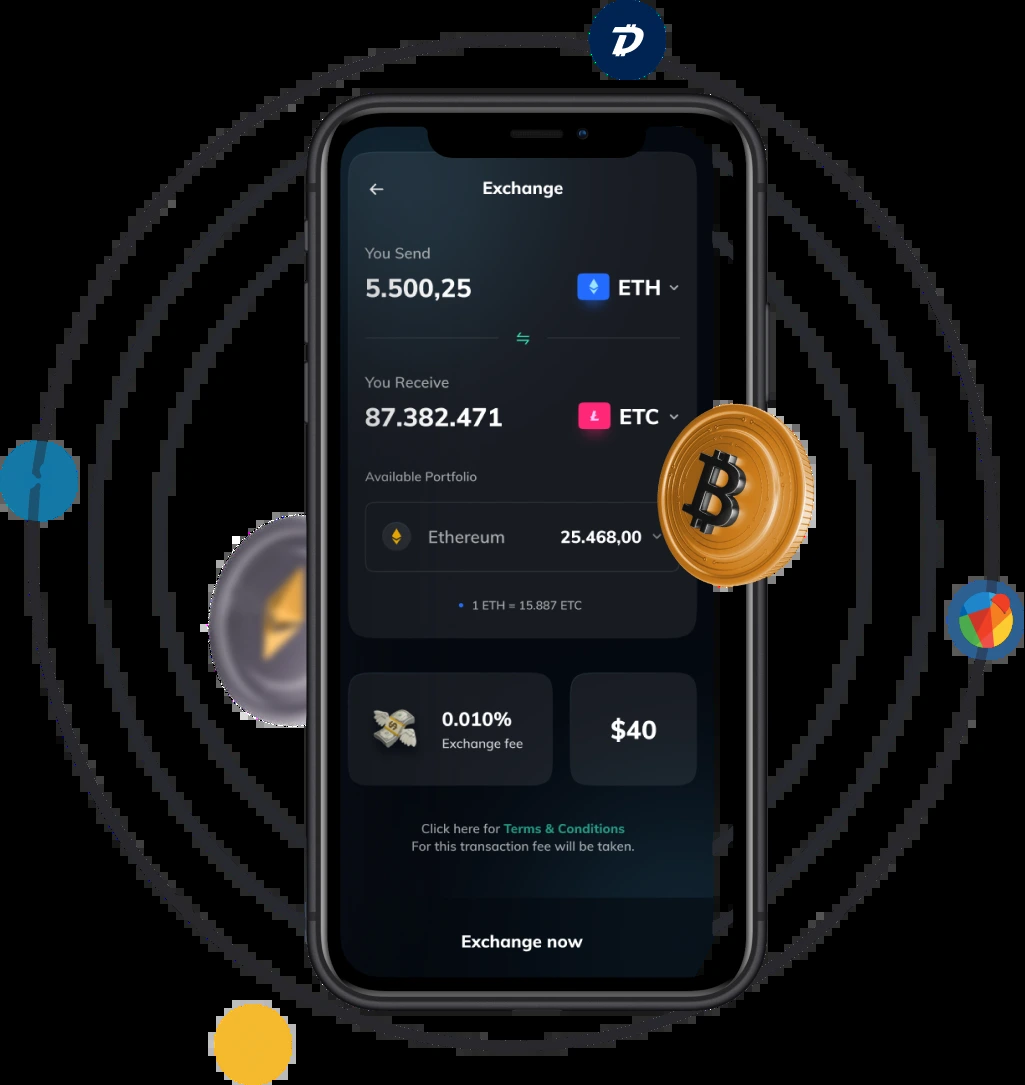 Exchange
You Send
5.500,25
ETH
You Receive
87.382.471
ETC
Available Portfolio
Ethereum
25.468,00
1 ETH = 15.887 ETC
0.010%
Exchange fee
$40
Click here for Terms & Conditions
For this transaction fee will be taken.
Exchange now